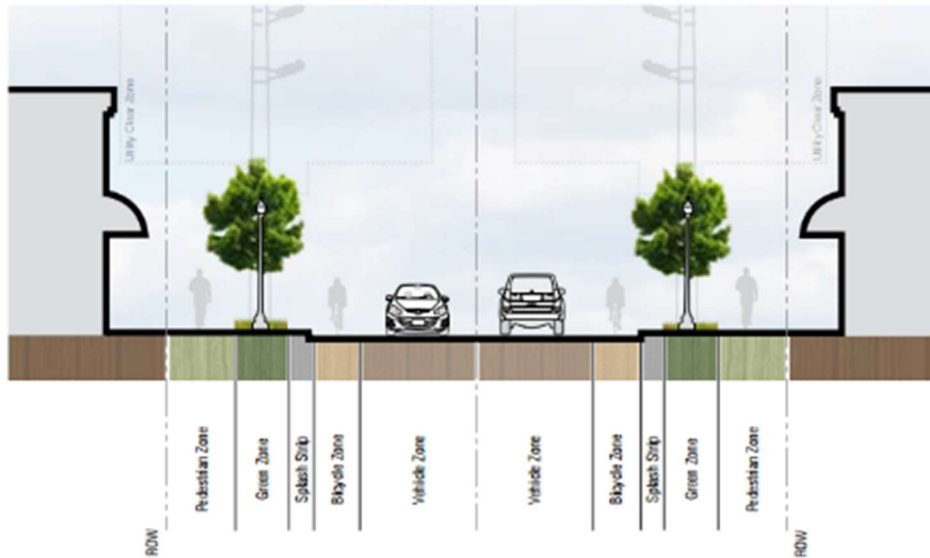 Utility Clear Zone
Utility Clear Zone
ROW
Pedestrian Zone
Green Zone
Splash Strip
Bicycle Zone
Vehicle Zone
Vehicle Zone
Bicycle Zone
Splash Strip
Green Zone
Pedestrian Zone
ROW